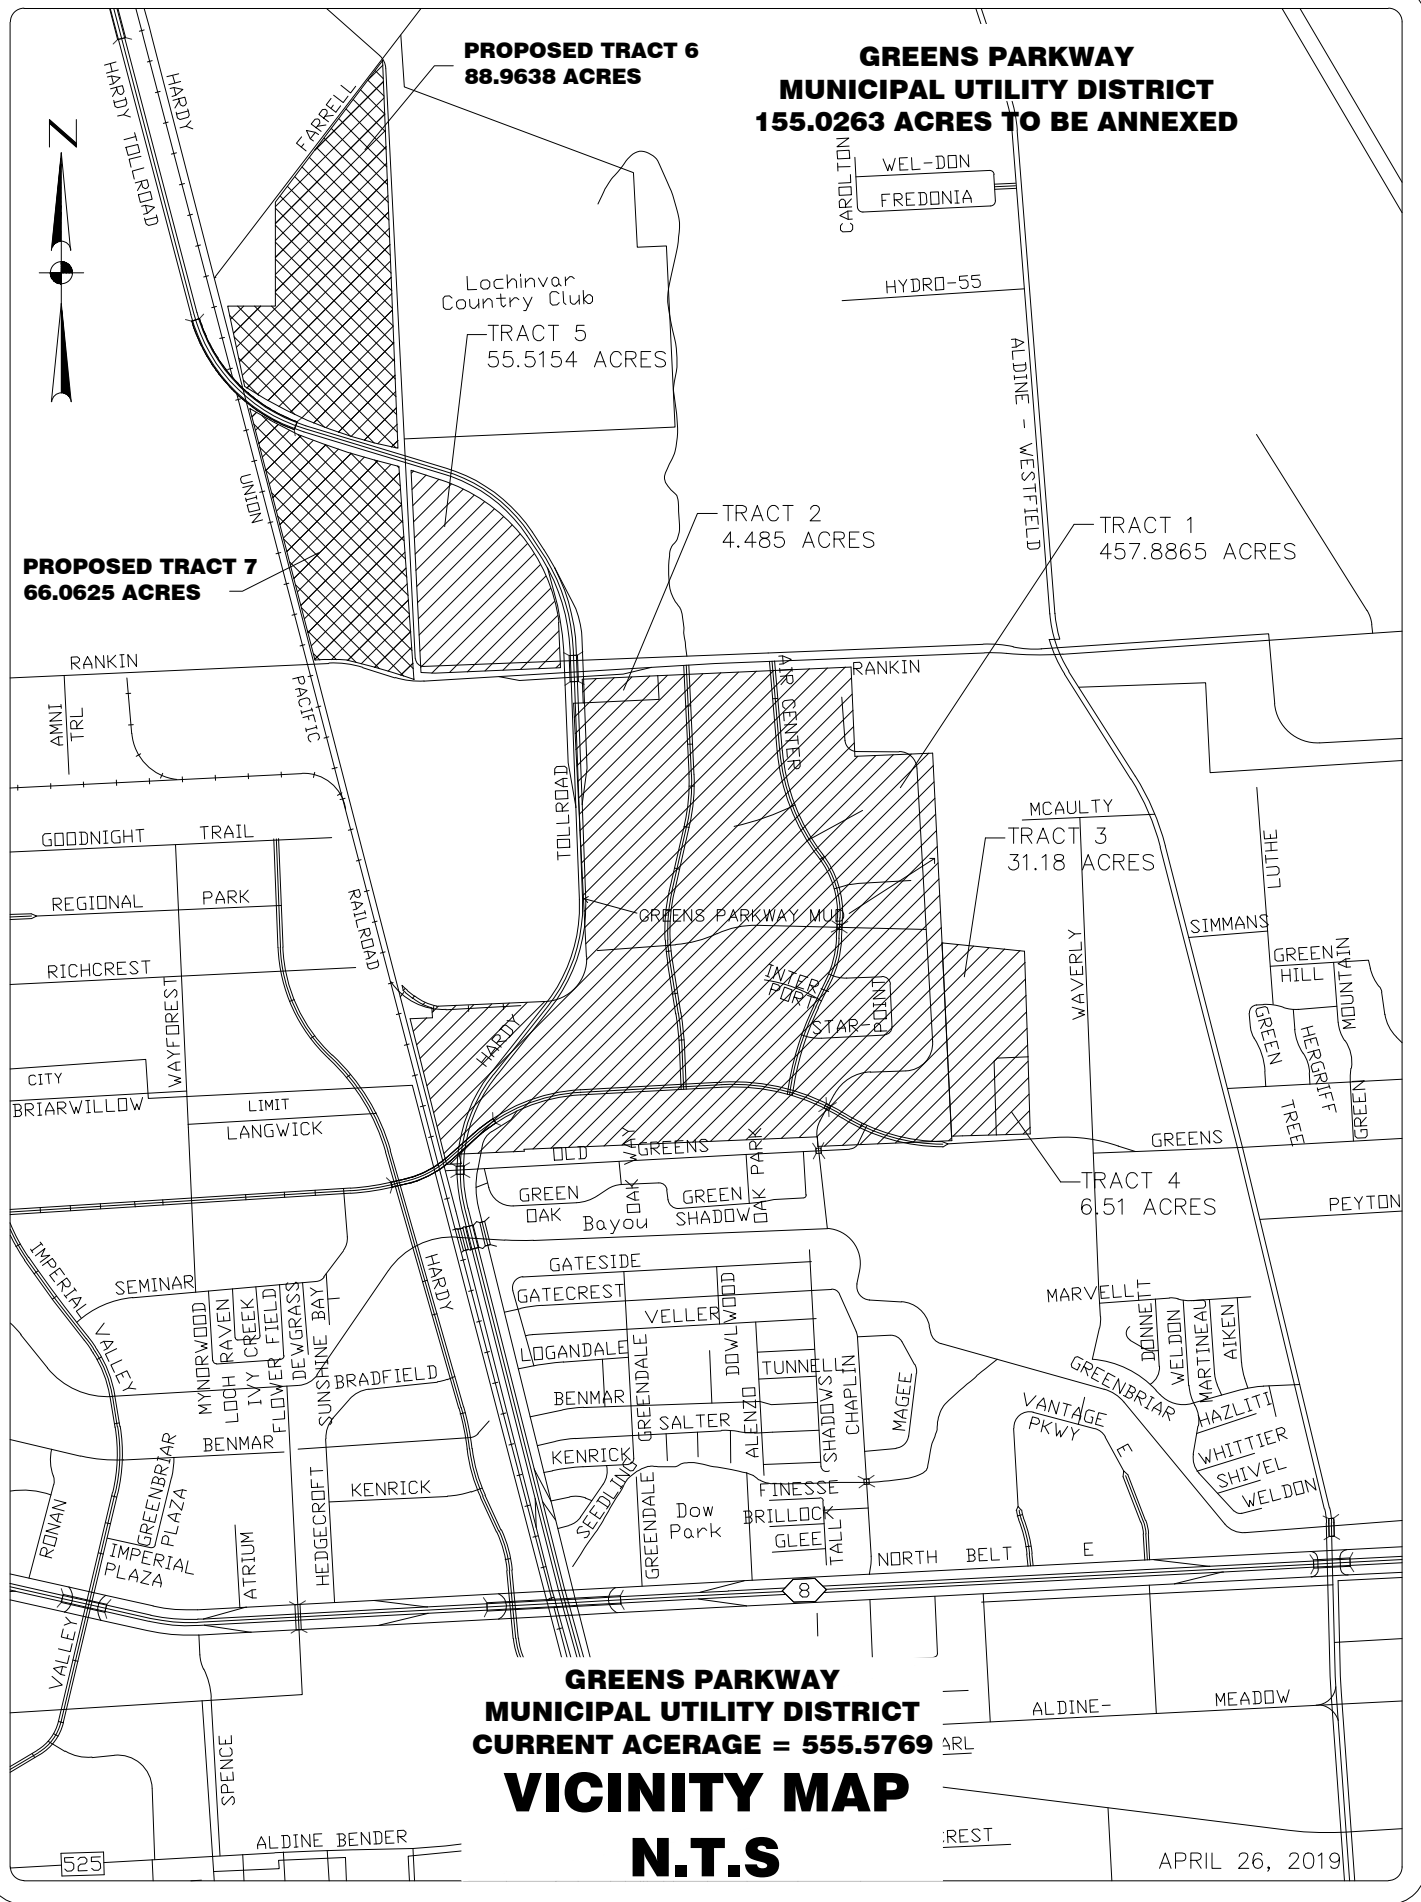 PROPOSED TRACT 6
88.9638 ACRES
GREENS PARKWAY
MUNICIPAL UTILITY DISTRICT
155.0263 ACRES TO BE ANNEXED
HARDY TOLLROAD
HARDY
FARRELL
N
CAROLTON
WEL-DON
FREDONIA
HYDRO-55
Lochinvar
Country Club
TRACT 5
55.5154 ACRES
ALDINE - WESTFIELD
UNION
TRACT 2
4.485 ACRES
TRACT 1
457.8865 ACRES
PROPOSED TRACT 7
66.0625 ACRES
RANKIN
RANKIN
AMNI
TRL
PACIFIC
AIR CENTER
TOLLROAD
GOODNIGHT TRAIL
MCAULTY
TRACT 3
31.18 ACRES
LUTHE
REGIONAL PARK
RAILROAD
GREENS PARKWAY MUD
SIMMANS
WAVERLY
RICHCREST
WAYFOREST
INTER-
PORT
STAR-
POINT
GREEN
HILL
MOUNTAIN
GREEN
HERGRIFF
HARDY
CITY
BRIARWILLOW
LIMIT
LANGWICK
TREE
GREEN
OLD GREENS
OAK WAY
OAK PARK
GREENS
GREEN
OAK
GREEN
SHADOW
Bayou
TRACT 4
6.51 ACRES
PEYTON
IMPERIAL
VALLEY
SEMINAR
HARDY
GATESIDE
GATECREST
VELLER
DOWLWOOD
MARVELLT
DONNETT
WELDON
MARTINEAU
AIKEN
MYNORWOOD
LOCH RAVEN
IVY CREEK
FLOWER FIELD
DEWGRASS
SUNSHINE BAY
LOGANDALE
GREENDALE
TUNNELL
BRADFIELD
BENMAR
SHADOWS
CHAPLIN
MAGEE
GREENBRIAR
VANTAGE
PKWY
E
HAZLITI
WHITTIER
SHIVEL
WELDON
SALTER
ALENZO
BENMAR
KENRICK
GREENBRIAR
PLAZA
KENRICK
SEEDLING
GREENDALE
Dow
Park
FINESSE
BRILLOCK
GLEE
TALL
RONAN
IMPERIAL
PLAZA
ATRIUM
HEDGECROFT
NORTH BELT E
8
VALLEY
GREENS PARKWAY
MUNICIPAL UTILITY DISTRICT
CURRENT ACERAGE = 555.5769
ALDINE- MEADOW
ARL
SPENCE
VICINITY MAP
N.T.S
ALDINE BENDER
REST
525
APRIL 26, 2019